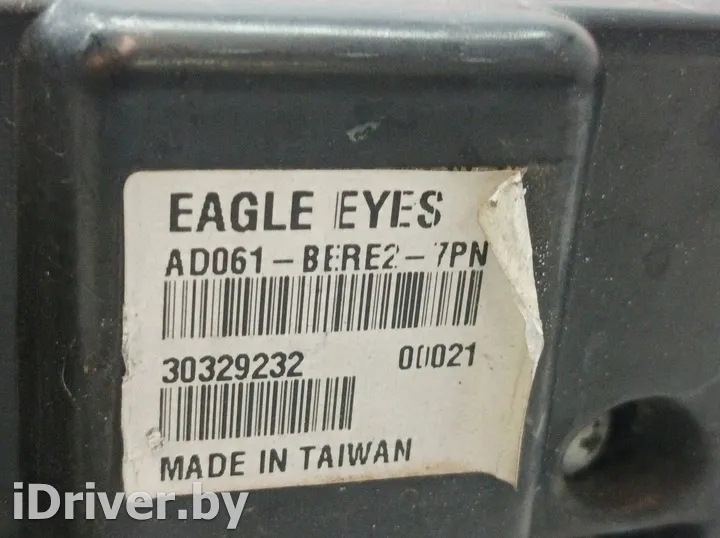 EAGLE EYES
AD061-BERE2-7PN
30329232 00021
MADE IN TAIWAN
iDriver.by